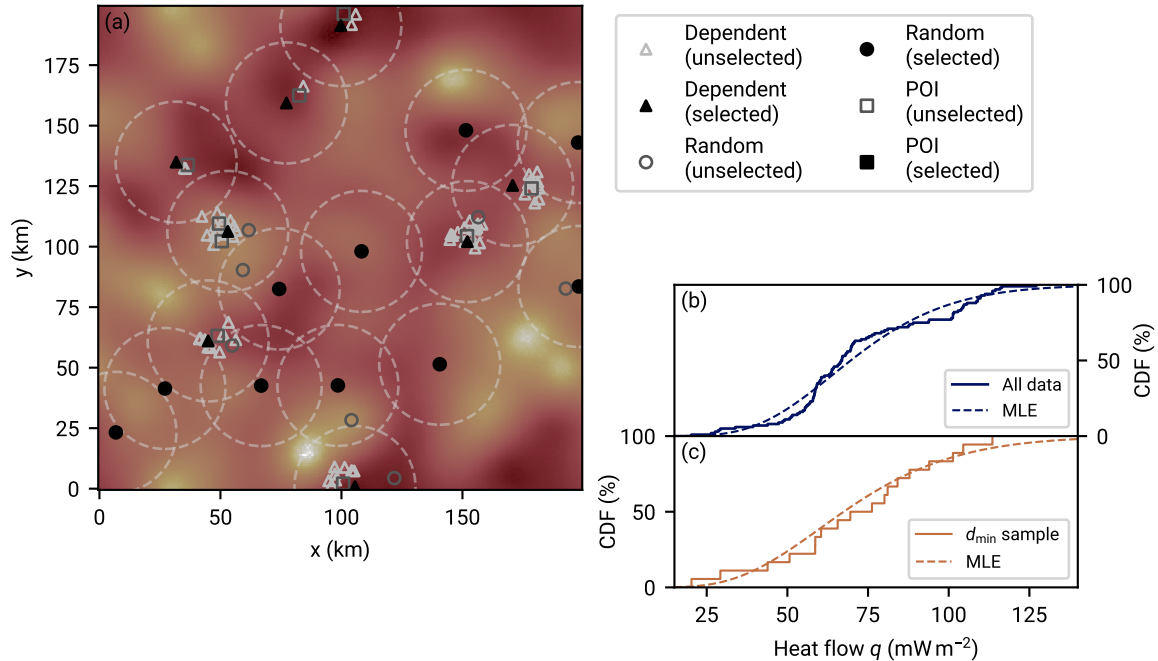 (a)
175
150
125
100
75
50
25
0
y (km)
0
50
100
150
x (km)
Dependent
(unselected)
Dependent
(selected)
Random
(unselected)
Random
(selected)
POI
(unselected)
POI
(selected)
(b)
100
50
0
CDF (%)
All data
MLE
(c)
100
50
0
CDF (%)
dmin sample
MLE
25
50
75
100
125
Heat flow q (mW m−2)